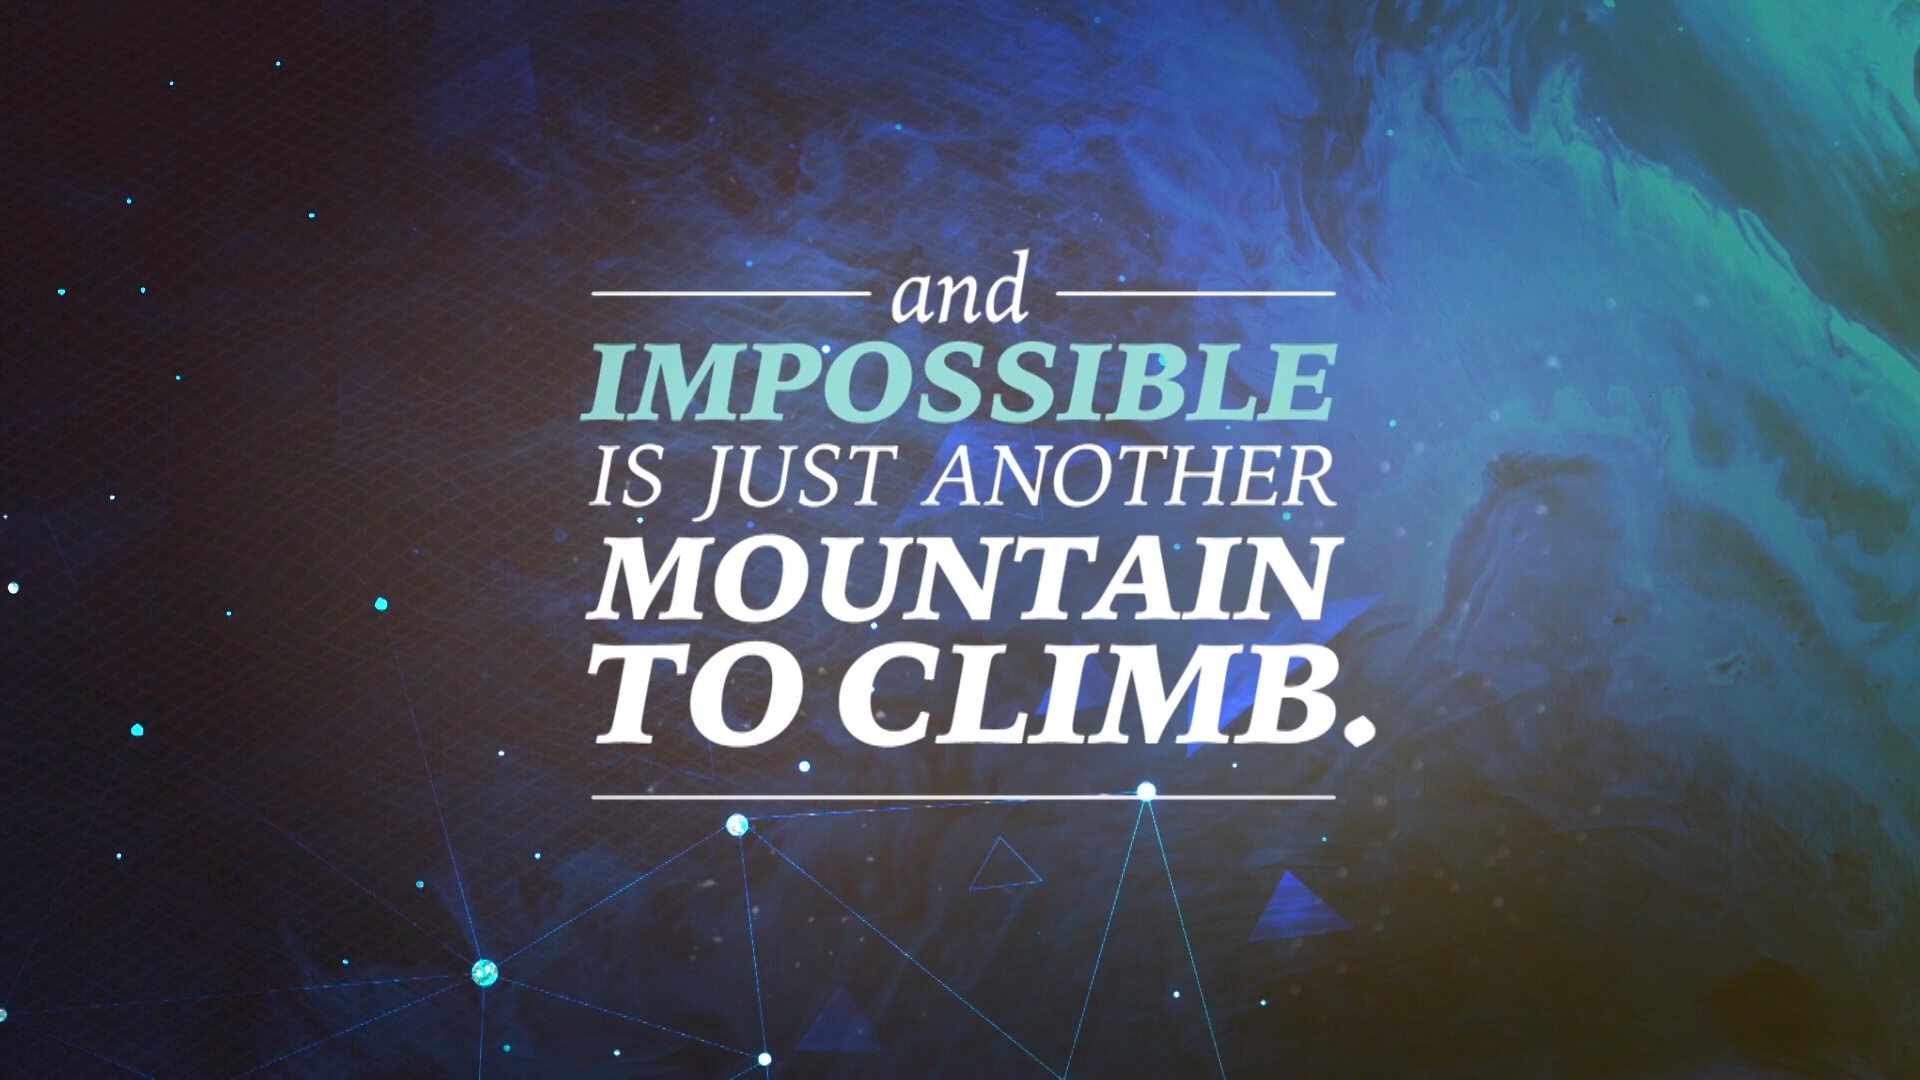 and
IMPOSSIBLE
IS JUST ANOTHER
MOUNTAIN
TO CLIMB.